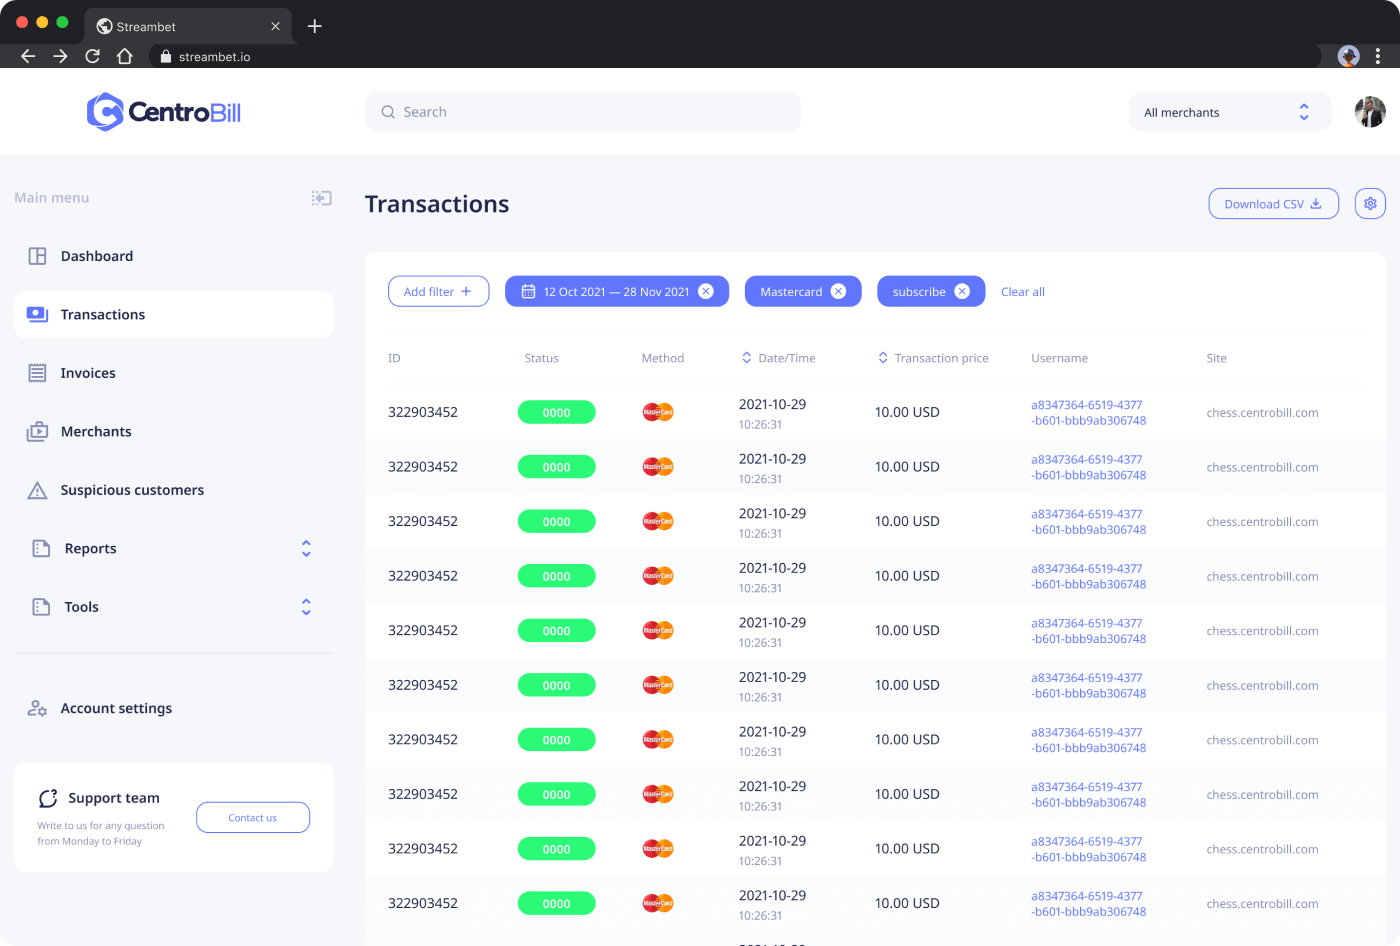 Streambet
streambet.io
CentroBill
Search
All merchants
Main menu
Transactions
Download CSV
Dashboard
Transactions
Invoices
Merchants
Suspicious customers
Reports
Tools
Account settings
Support team
Write to us for any question
from Monday to Friday
Contact us
Add filter
12 Oct 2021 — 28 Nov 2021
Mastercard
subscribe
Clear all
ID Status Method Date/Time Transaction price Username Site
322903452 0000 MasterCard 2021-10-29 10.00 USD a8347364-6519-4377 chess.centrobill.com
10:26:31 -b601-bbb9ab306748
322903452 0000 MasterCard 2021-10-29 10.00 USD a8347364-6519-4377 chess.centrobill.com
10:26:31 -b601-bbb9ab306748
322903452 0000 MasterCard 2021-10-29 10.00 USD a8347364-6519-4377 chess.centrobill.com
10:26:31 -b601-bbb9ab306748
322903452 0000 MasterCard 2021-10-29 10.00 USD a8347364-6519-4377 chess.centrobill.com
10:26:31 -b601-bbb9ab306748
322903452 0000 MasterCard 2021-10-29 10.00 USD a8347364-6519-4377 chess.centrobill.com
10:26:31 -b601-bbb9ab306748
322903452 0000 MasterCard 2021-10-29 10.00 USD a8347364-6519-4377 chess.centrobill.com
10:26:31 -b601-bbb9ab306748
322903452 0000 MasterCard 2021-10-29 10.00 USD a8347364-6519-4377 chess.centrobill.com
10:26:31 -b601-bbb9ab306748
322903452 0000 MasterCard 2021-10-29 10.00 USD a8347364-6519-4377 chess.centrobill.com
10:26:31 -b601-bbb9ab306748
322903452 0000 MasterCard 2021-10-29 10.00 USD a8347364-6519-4377 chess.centrobill.com
10:26:31 -b601-bbb9ab306748
322903452 0000 MasterCard 2021-10-29 10.00 USD a8347364-6519-4377 chess.centrobill.com
10:26:31 -b601-bbb9ab306748